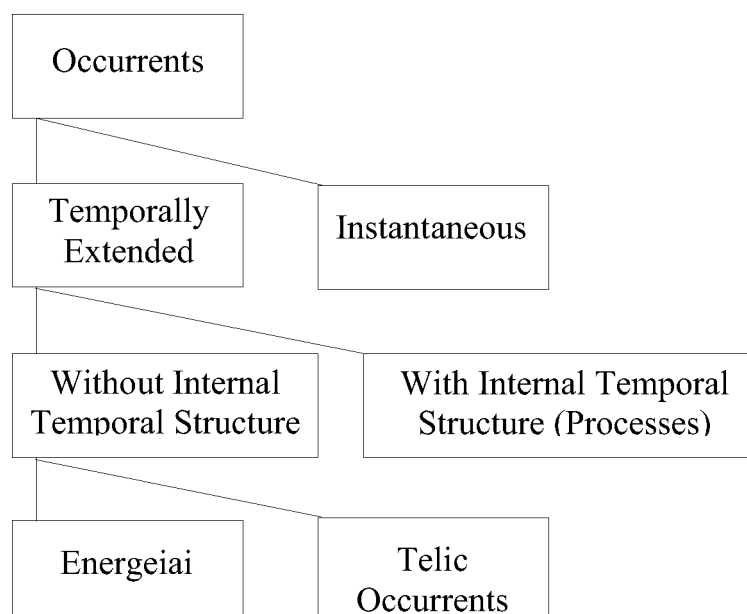 Occurrents
Temporally
Extended
Instantaneous
Without Internal
Temporal Structure
With Internal Temporal
Structure (Processes)
Energeiai
Telic
Occurrents